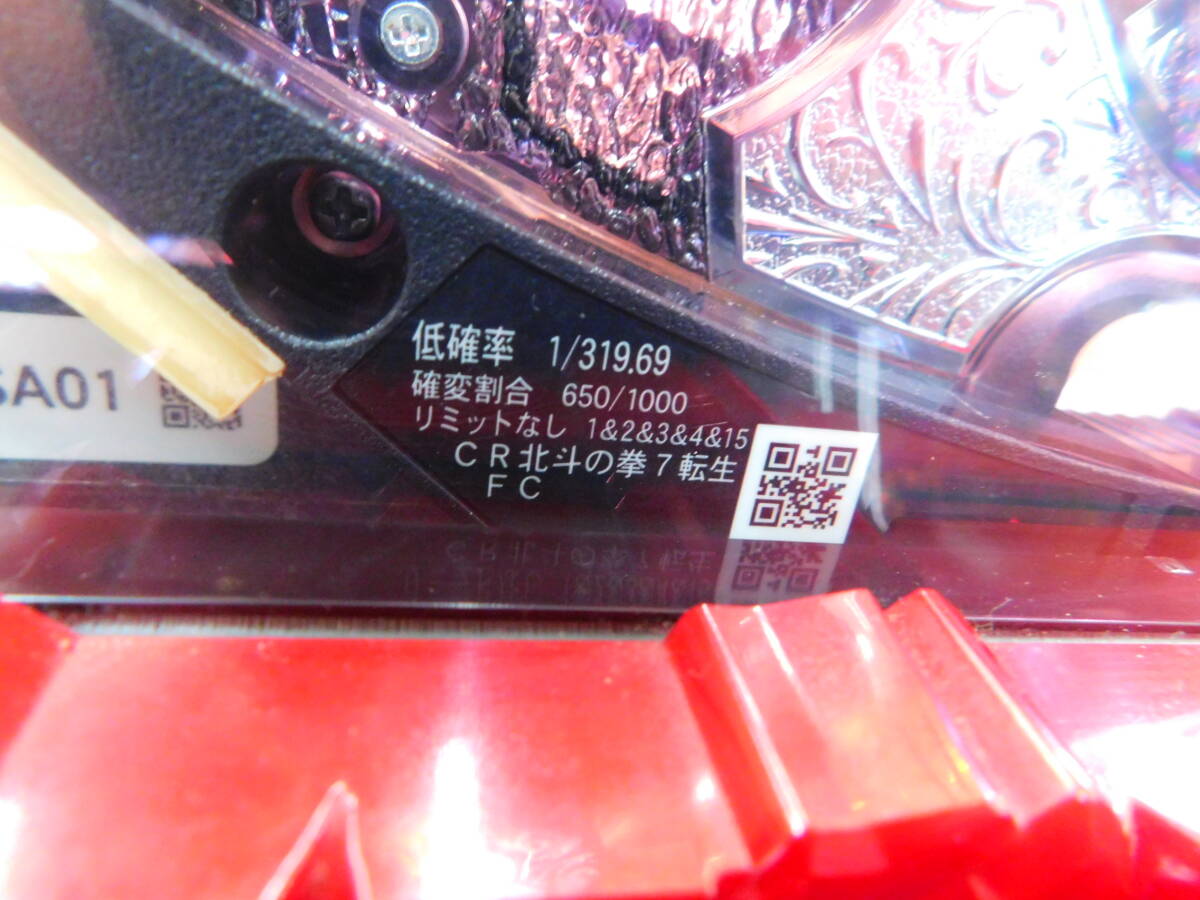 低確率 1/319.69
確変割合 650/1000
リミットなし 1&2&3&4&15
CR北斗の拳7転生
FC
A01